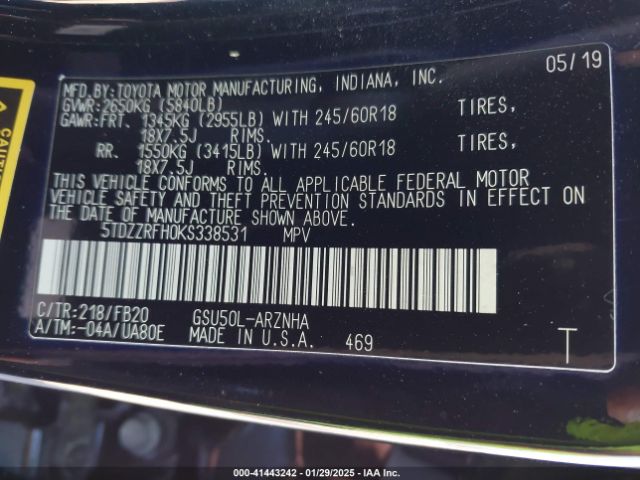 CAUTI
MFD.BY:TOYOTA MOTOR MANUFACTURING, INDIANA, INC. 05/19
GVWR:2650KG (5840LB)
GAWR:FRT. 1345KG (2955LB) WITH 245/60R18 TIRES,
18X7.5J RIMS.
RR. 1550KG (3415LB) WITH 245/60R18 TIRES,
18X7.5J RIMS.
THIS VEHICLE CONFORMS TO ALL APPLICABLE FEDERAL MOTOR
VEHICLE SAFETY AND THEFT PREVENTION STANDARDS IN EFFECT ON
THE DATE OF MANUFACTURE SHOWN ABOVE.
5TDZZRFH0KS338531 MPV
C/TR:218/FB20 GSU50L-ARZNHA
A/TM:-04A/UA80E MADE IN U.S.A. 469 T
000-41443242 | 01/29/2025 | IAA Inc.